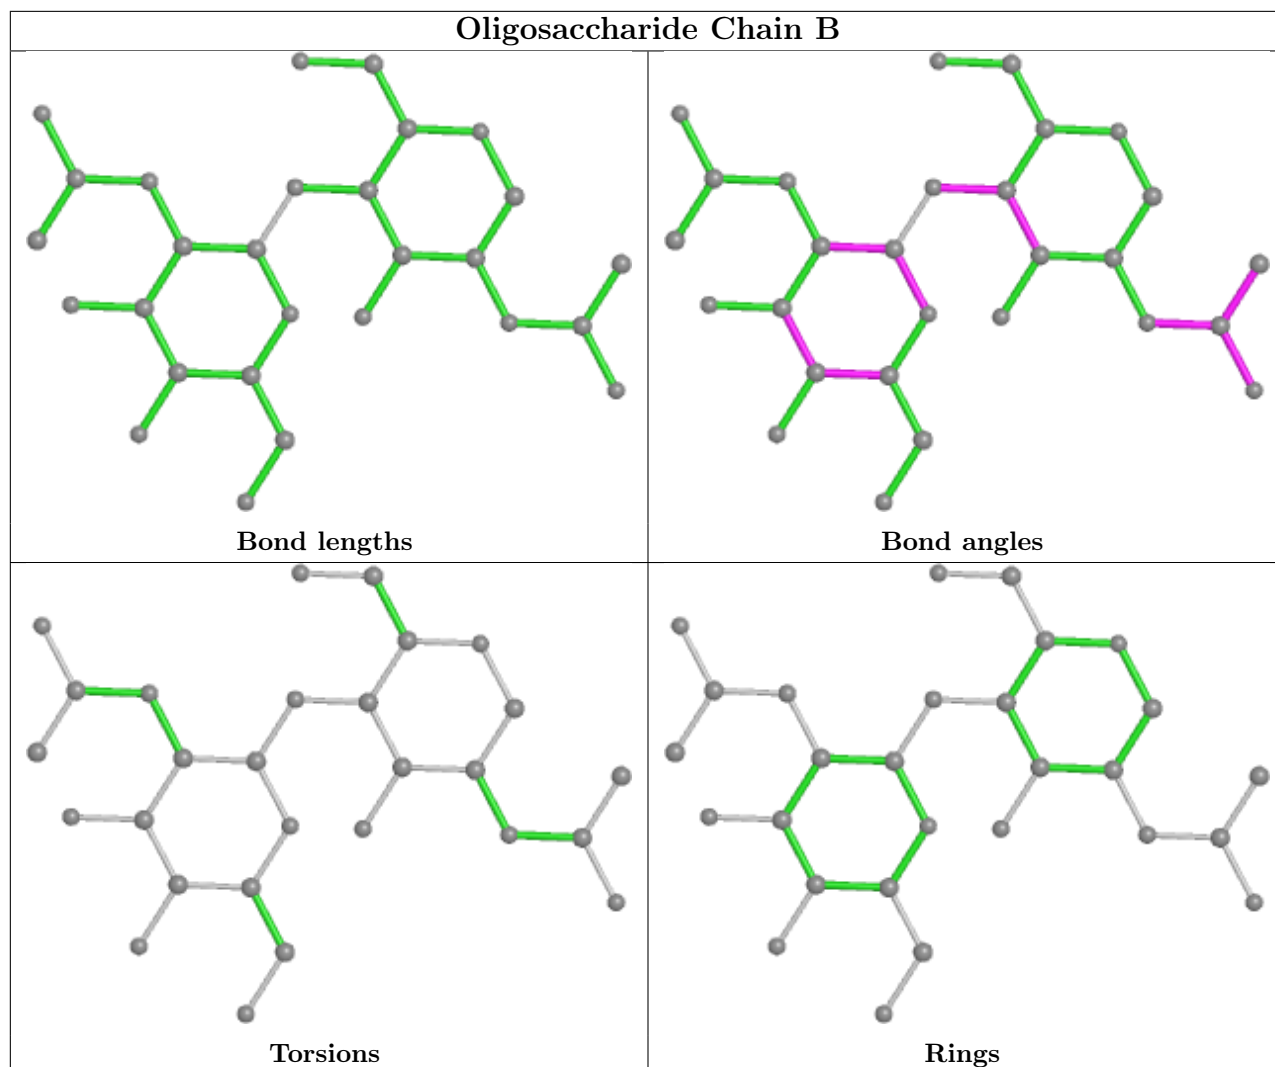 Oligosaccharide Chain B
Bond lengths
Bond angles
Torsions
Rings